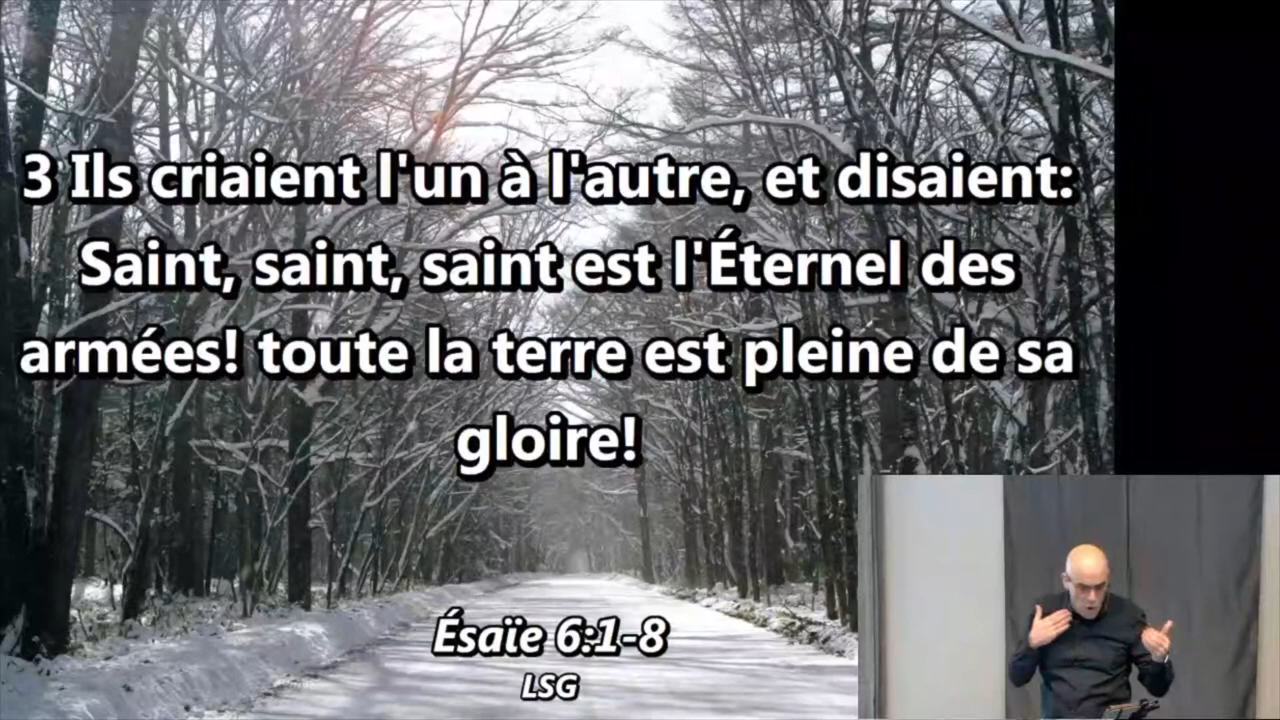 3 Ils criaient l'un à l'autre, et disaient:
Saint, saint, saint est l'Éternel des
armées! toute la terre est pleine de sa
gloire!
Ésaïe 6:1-8
LSG